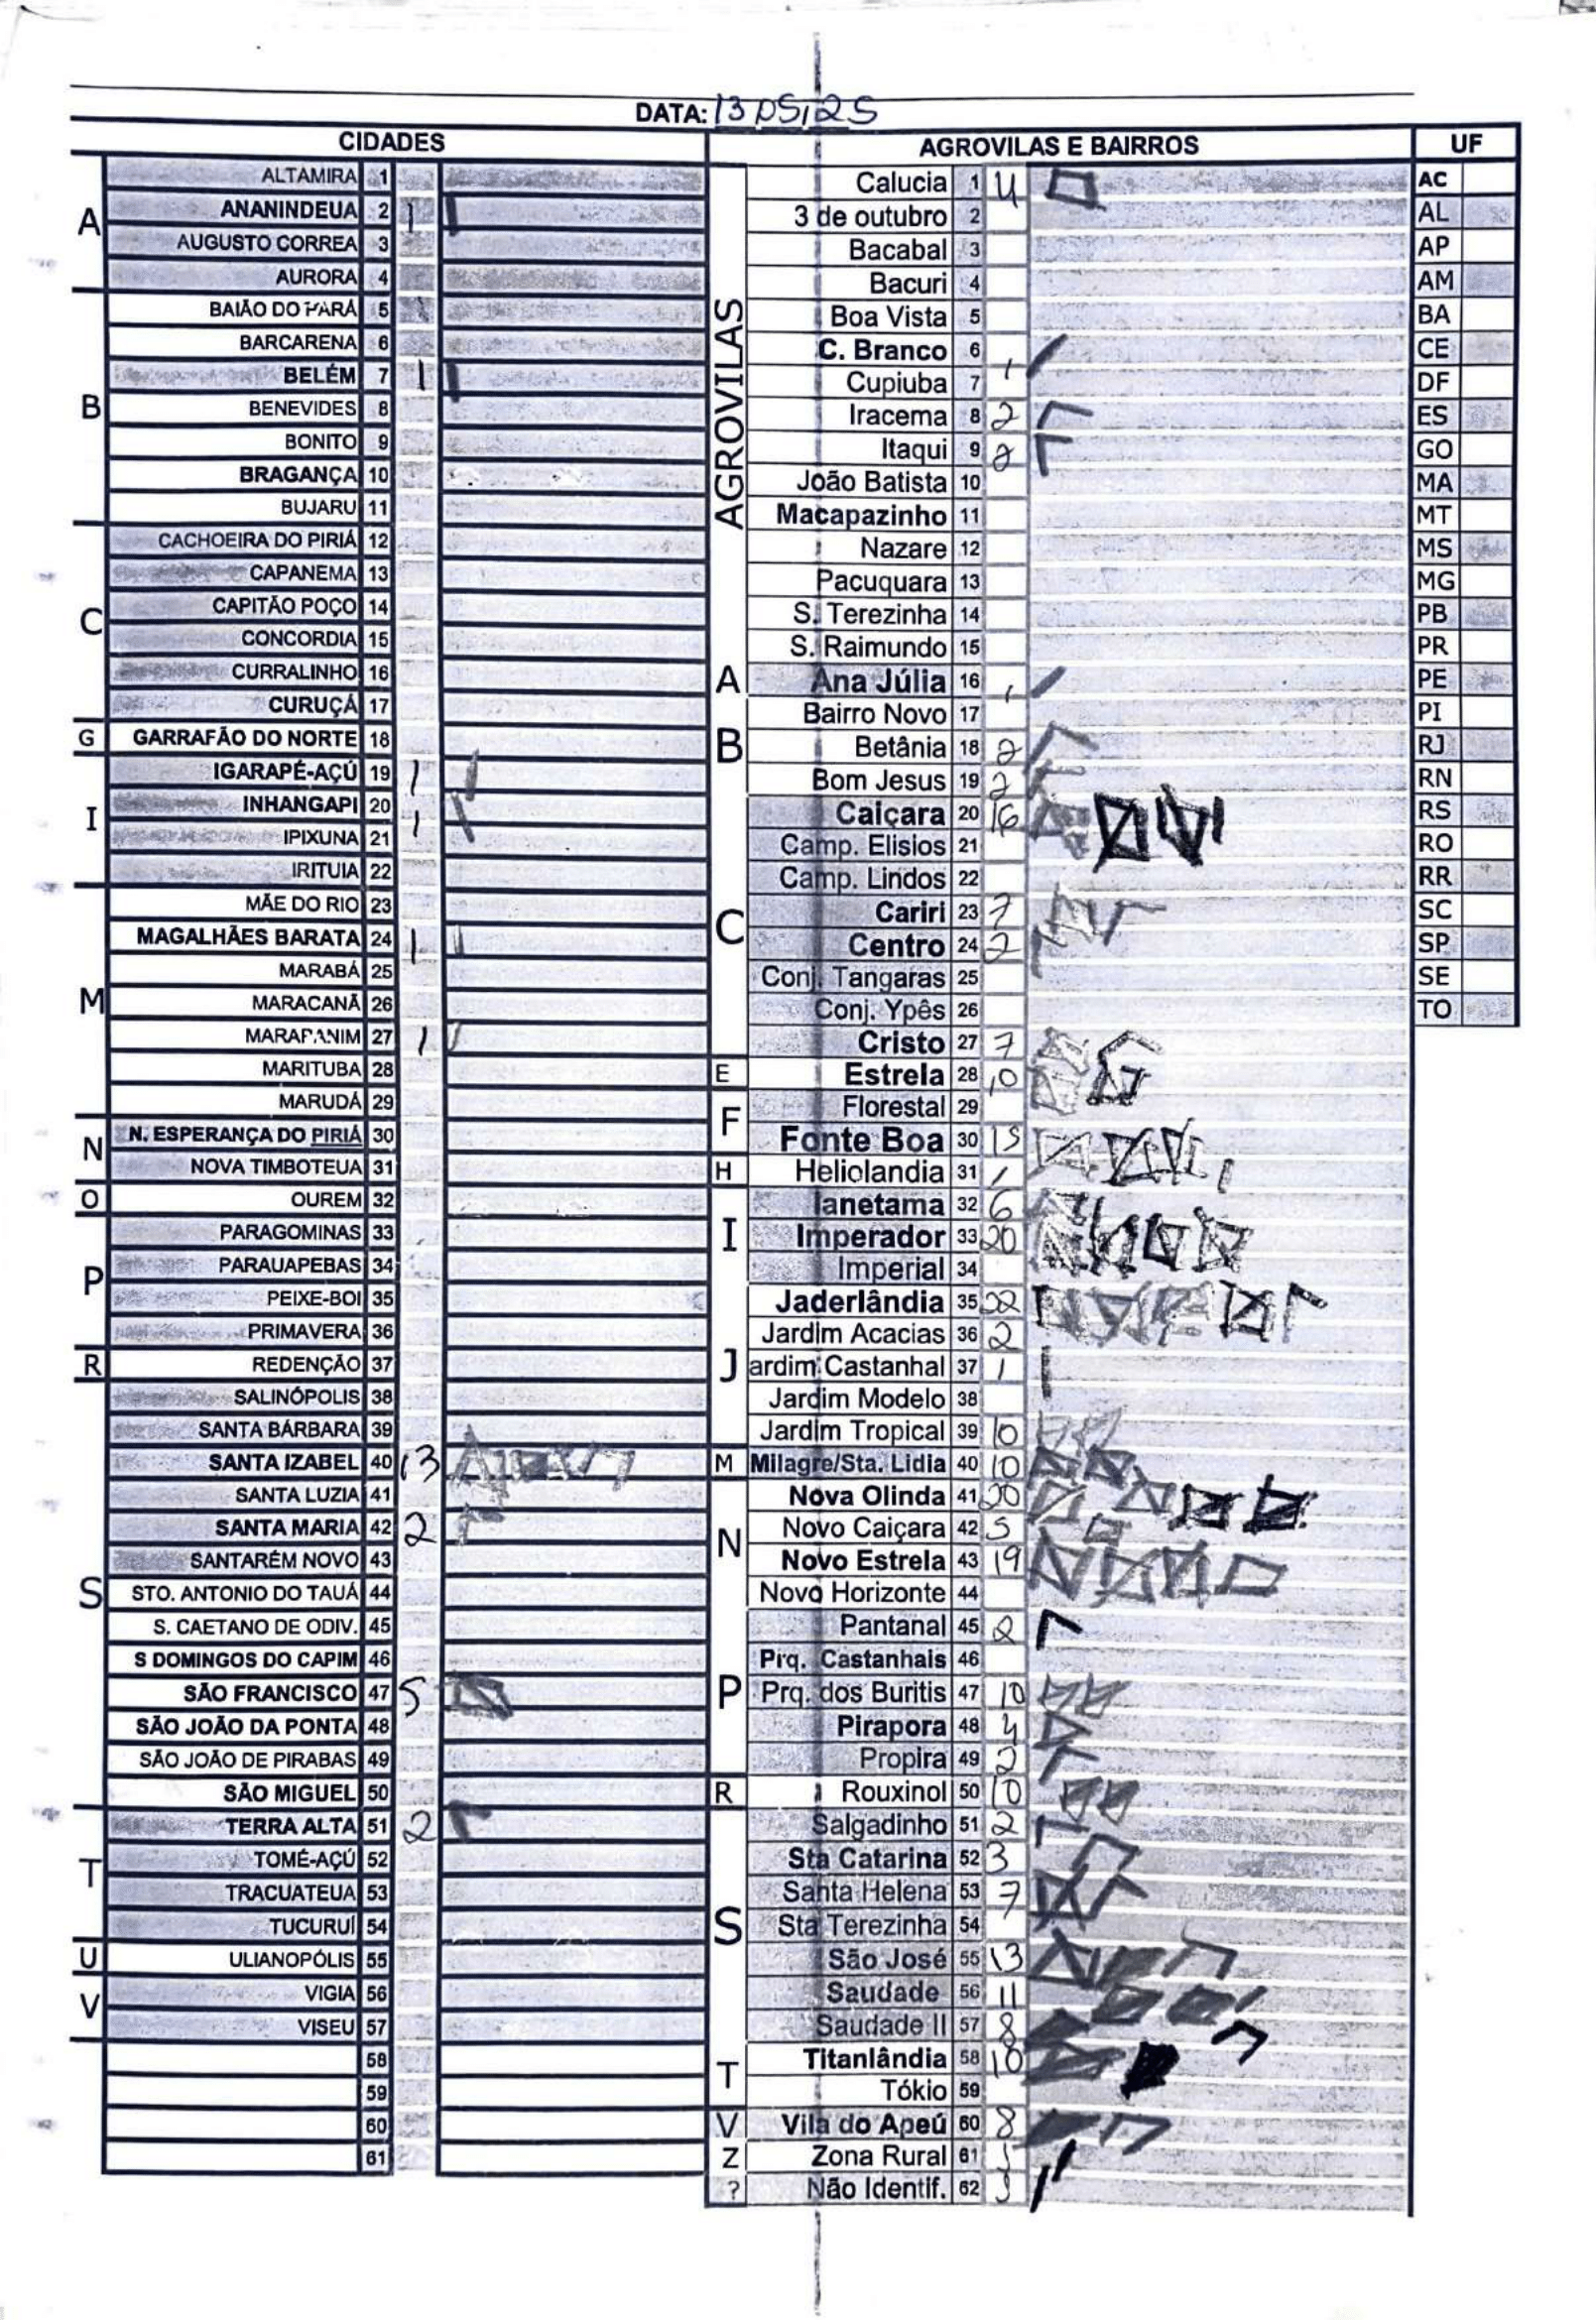 DATA: 13/05/25
CIDADES
A
ALTAMIRA 1
ANANINDEUA 2 1
AUGUSTO CORREA 3
AURORA 4
B
BAIÃO DO PARÁ 5
BARCARENA 6
BELÉM 7 1
BENEVIDES 8
BONITO 9
BRAGANÇA 10
BUJARU 11
C
CACHOEIRA DO PIRIÁ 12
CAPANEMA 13
CAPITÃO POÇO 14
CONCORDIA 15
CURRALINHO 16
CURUÇÁ 17
G
GARRAFÃO DO NORTE 18
I
IGARAPÉ-AÇÚ 19 1
INHANGAPI 20
IPIXUNA 21 1
IRITUIA 22
M
MÃE DO RIO 23
MAGALHÃES BARATA 24 1
MARABÁ 25
MARACANÃ 26
MARAPANIM 27 1
MARITUBA 28
MARUDÁ 29
N
N. ESPERANÇA DO PIRIÁ 30
NOVA TIMBOTEUA 31
O
OUREM 32
P
PARAGOMINAS 33
PARAUAPEBAS 34
PEIXE-BOI 35
PRIMAVERA 36
R
REDENÇÃO 37
S
SALINÓPOLIS 38
SANTA BÁRBARA 39
SANTA IZABEL 40 13
SANTA LUZIA 41
SANTA MARIA 42 2
SANTARÉM NOVO 43
STO. ANTONIO DO TAUÁ 44
S. CAETANO DE ODIV. 45
S DOMINGOS DO CAPIM 46
SÃO FRANCISCO 47 5
SÃO JOÃO DA PONTA 48
SÃO JOÃO DE PIRABAS 49
SÃO MIGUEL 50
T
TERRA ALTA 51 2
TOMÉ-AÇÚ 52
TRACUATEUA 53
TUCURUÍ 54
U
ULIANOPÓLIS 55
V
VIGIA 56
VISEU 57
58
59
60
61
AGROVILAS E BAIRROS
AGROVILAS
Calucia 1 4
3 de outubro 2
Bacabal 3
Bacuri 4
Boa Vista 5
C. Branco 6
Cupiuba 7 1
Iracema 8 2
Itaqui 9 2
João Batista 10
Macapazinho 11
Nazare 12
Pacuquara 13
S. Terezinha 14
S. Raimundo 15
A
Ana Júlia 16 1
Bairro Novo 17
B
Betânia 18 2
Bom Jesus 19 2
C
Caiçara 20 16
Camp. Elisios 21
Camp. Lindos 22
Cariri 23 7
Centro 24 2
Conj. Tangaras 25
Conj. Ypês 26
Cristo 27 7
E
Estrela 28 10
F
Florestal 29
Fonte Boa 30 15
H
Heliolandia 31 1
I
Ianetama 32 6
Imperador 33 20
Imperial 34
J
Jaderlândia 35 22
Jardim Acacias 36 2
ardim Castanhal 37 1
Jardim Modelo 38
Jardim Tropical 39 10
M
Milagre/Sta. Lidia 40 10
N
Nova Olinda 41 20
Novo Caiçara 42 5
Novo Estrela 43 19
Novo Horizonte 44
P
Pantanal 45 2
Prq. Castanhais 46
Prq. dos Buritis 47 10
Pirapora 48 4
Propira 49 2
R
Rouxinol 50 10
S
Salgadinho 51 2
Sta Catarina 52 3
Santa Helena 53 7
Sta Terezinha 54
São José 55 13
Saudade 56 11
Saudade II 57 8
T
Titanlândia 58 10
Tókio 59
V
Vila do Apeú 60 8
Z
Zona Rural 61
?
Não Identif. 62
UF
AC
AL
AP
AM
BA
CE
DF
ES
GO
MA
MT
MS
MG
PB
PR
PE
PI
RJ
RN
RS
RO
RR
SC
SP
SE
TO